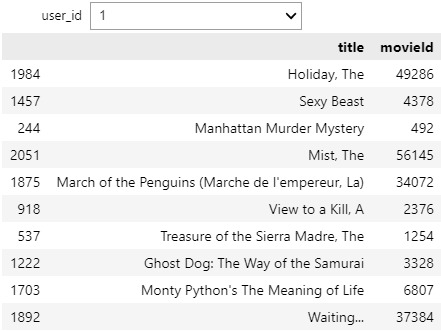 user_id 1
title movieId
1984 Holiday, The 49286
1457 Sexy Beast 4378
244 Manhattan Murder Mystery 492
2051 Mist, The 56145
1875 March of the Penguins (Marche de l'empereur, La) 34072
918 View to a Kill, A 2376
537 Treasure of the Sierra Madre, The 1254
1222 Ghost Dog: The Way of the Samurai 3328
1703 Monty Python's The Meaning of Life 6807
1892 Waiting... 37384